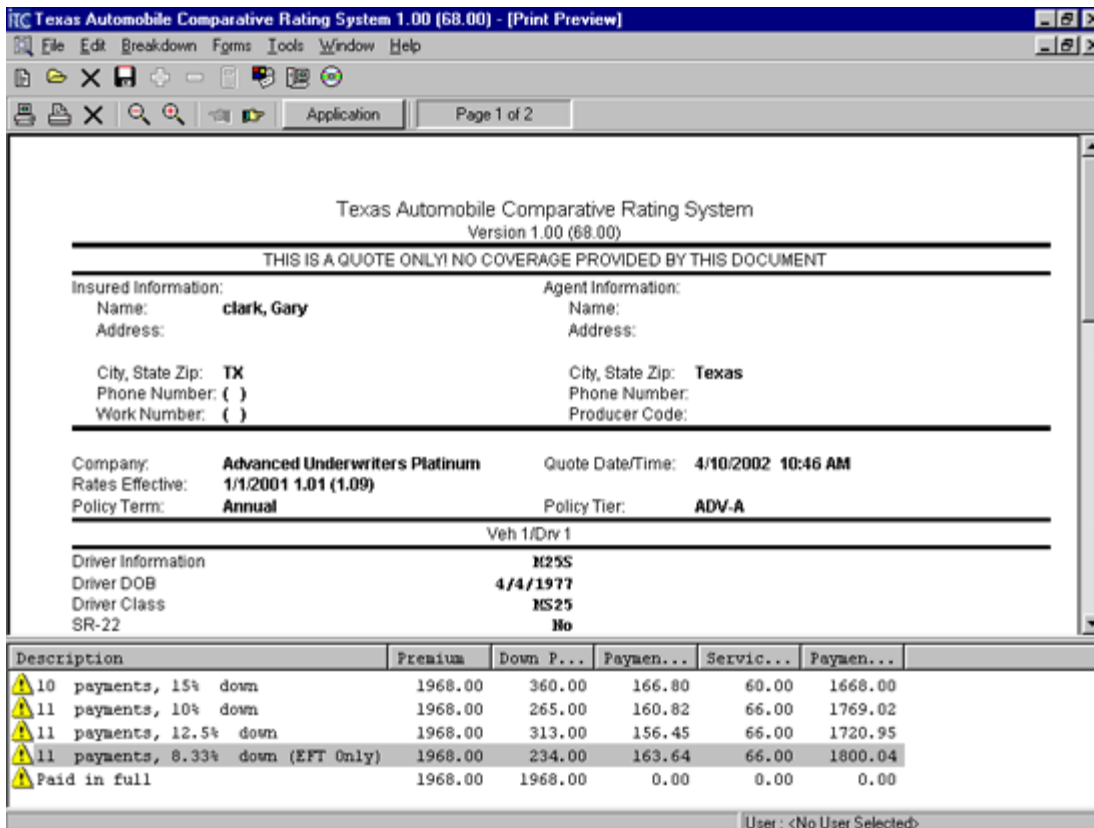 ITC Texas Automobile Comparative Rating System 1.00 (68.00) - [Print Preview]
File Edit Breakdown Forms Tools Window Help
Application Page 1 of 2
Texas Automobile Comparative Rating System
Version 1.00 (68.00)
THIS IS A QUOTE ONLY! NO COVERAGE PROVIDED BY THIS DOCUMENT
Insured Information: Agent Information:
Name: clark, Gary Name:
Address: Address:
City, State Zip: TX City, State Zip: Texas
Phone Number: ( ) Phone Number:
Work Number: ( ) Producer Code:
Company: Advanced Underwriters Platinum Quote Date/Time: 4/10/2002 10:46 AM
Rates Effective: 1/1/2001 1.01 (1.09)
Policy Term: Annual Policy Tier: ADV-A
Veh 1/Drv 1
Driver Information M25S
Driver DOB 4/4/1977
Driver Class MS25
SR-22 No
Description Premium Down P... Paymen... Servic... Paymen...
10 payments, 15% down 1968.00 360.00 166.80 60.00 1668.00
11 payments, 10% down 1968.00 265.00 160.82 66.00 1769.02
11 payments, 12.5% down 1968.00 313.00 156.45 66.00 1720.95
11 payments, 8.33% down (EFT Only) 1968.00 234.00 163.64 66.00 1800.04
Paid in full 1968.00 1968.00 0.00 0.00 0.00
User : <No User Selected>